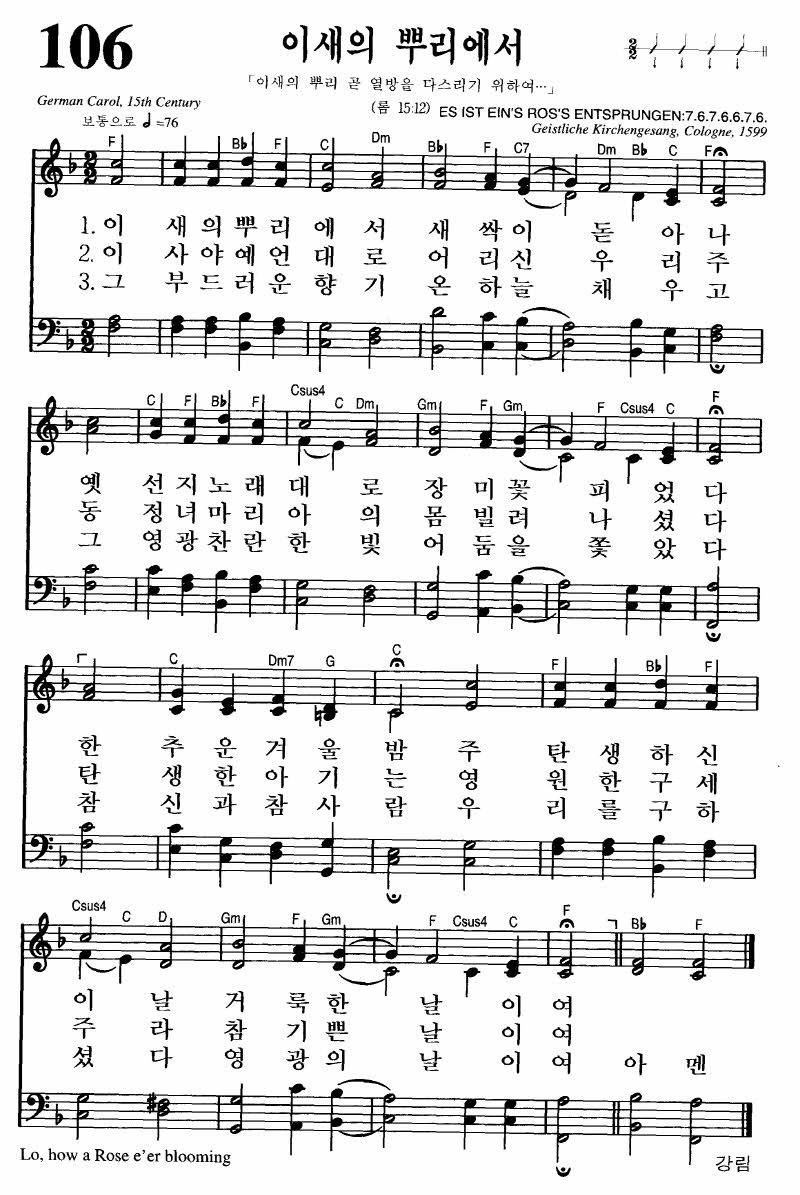 106
이새의 뿌리에서
「이새의 뿌리 곧 열방을 다스리기 위하여…」
German Carol, 15th Century
(롬 15:12) ES IST EIN'S ROS'S ENTSPRUNGEN:7.6.7.6.6.7.6.
보통으로 =76
Geistliche Kirchengesang, Cologne, 1599
F B♭ F C Dm B♭ F C7 Dm B♭ C F
1. 이 새의뿌리에서 새싹이 돋아나
2. 이 사야예언대로 어리신 우리주
3. 그 부드러운향기 온하늘 채우고
C F B♭ F Csus4 C Dm Gm F Gm F Csus4 C F
옛 선지노래대로 장미꽃 피었다
동 정녀마리아의 몸빌려 나셨다
그 영광찬란한빛 어둠을 쫓았다
C Dm7 G C F B♭ F
한 추운겨울밤 주 탄생하신
탄 생한아기는 영 원한구세
참 신과참사람 우 리를구하
Csus4 C D Gm F Gm F Csus4 C F B♭ F
이날 거룩한 날이여
주라 참기쁜 날이여
셨다 영광의 날이여 아멘
Lo, how a Rose e'er blooming
강림